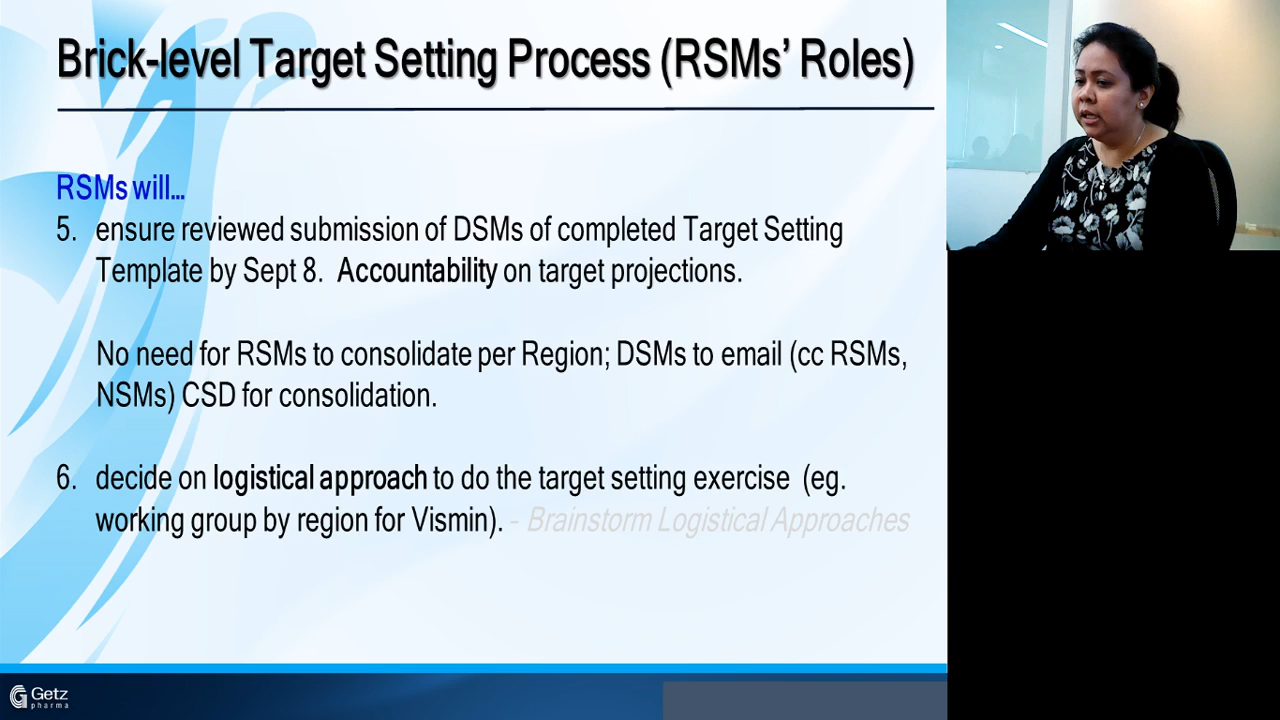 Brick-level Target Setting Process (RSMs’ Roles)
RSMs will...
5. ensure reviewed submission of DSMs of completed Target Setting
Template by Sept 8. Accountability on target projections.
No need for RSMs to consolidate per Region; DSMs to email (cc RSMs,
NSMs) CSD for consolidation.
6. decide on logistical approach to do the target setting exercise (eg.
working group by region for Vismin). - Brainstorm Logistical Approaches
Getz
pharma